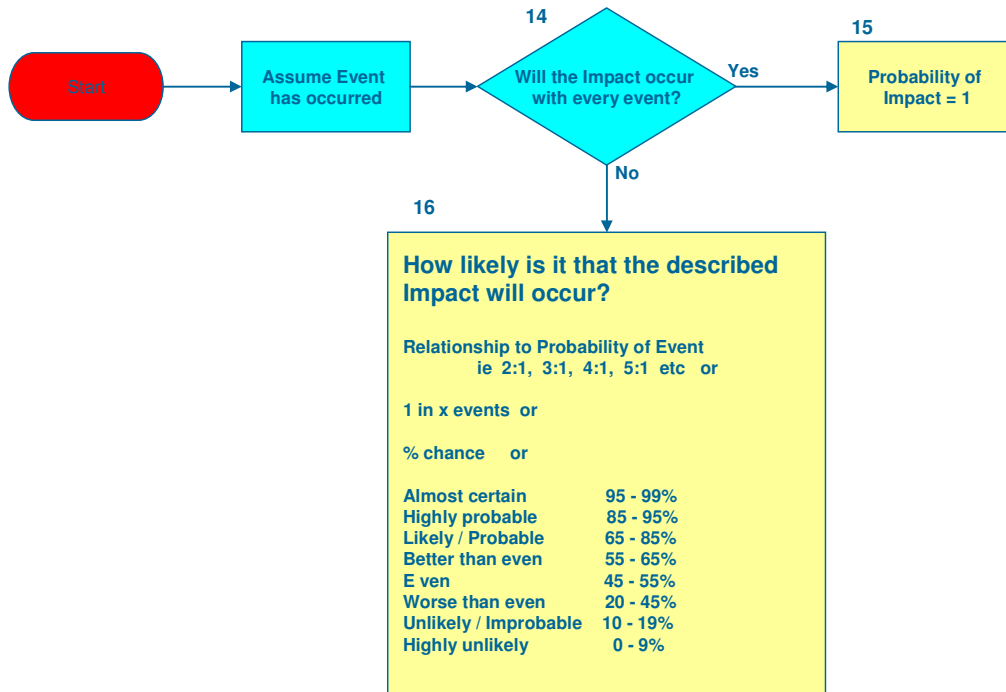 14
15
Start
Assume Event
has occurred
Will the Impact occur
with every event?
Yes
Probability of
Impact = 1
No
16
How likely is it that the described
Impact will occur?
Relationship to Probability of Event
ie 2:1, 3:1, 4:1, 5:1 etc or
1 in x events or
% chance or
Almost certain 95 - 99%
Highly probable 85 - 95%
Likely / Probable 65 - 85%
Better than even 55 - 65%
E ven 45 - 55%
Worse than even 20 - 45%
Unlikely / Improbable 10 - 19%
Highly unlikely 0 - 9%